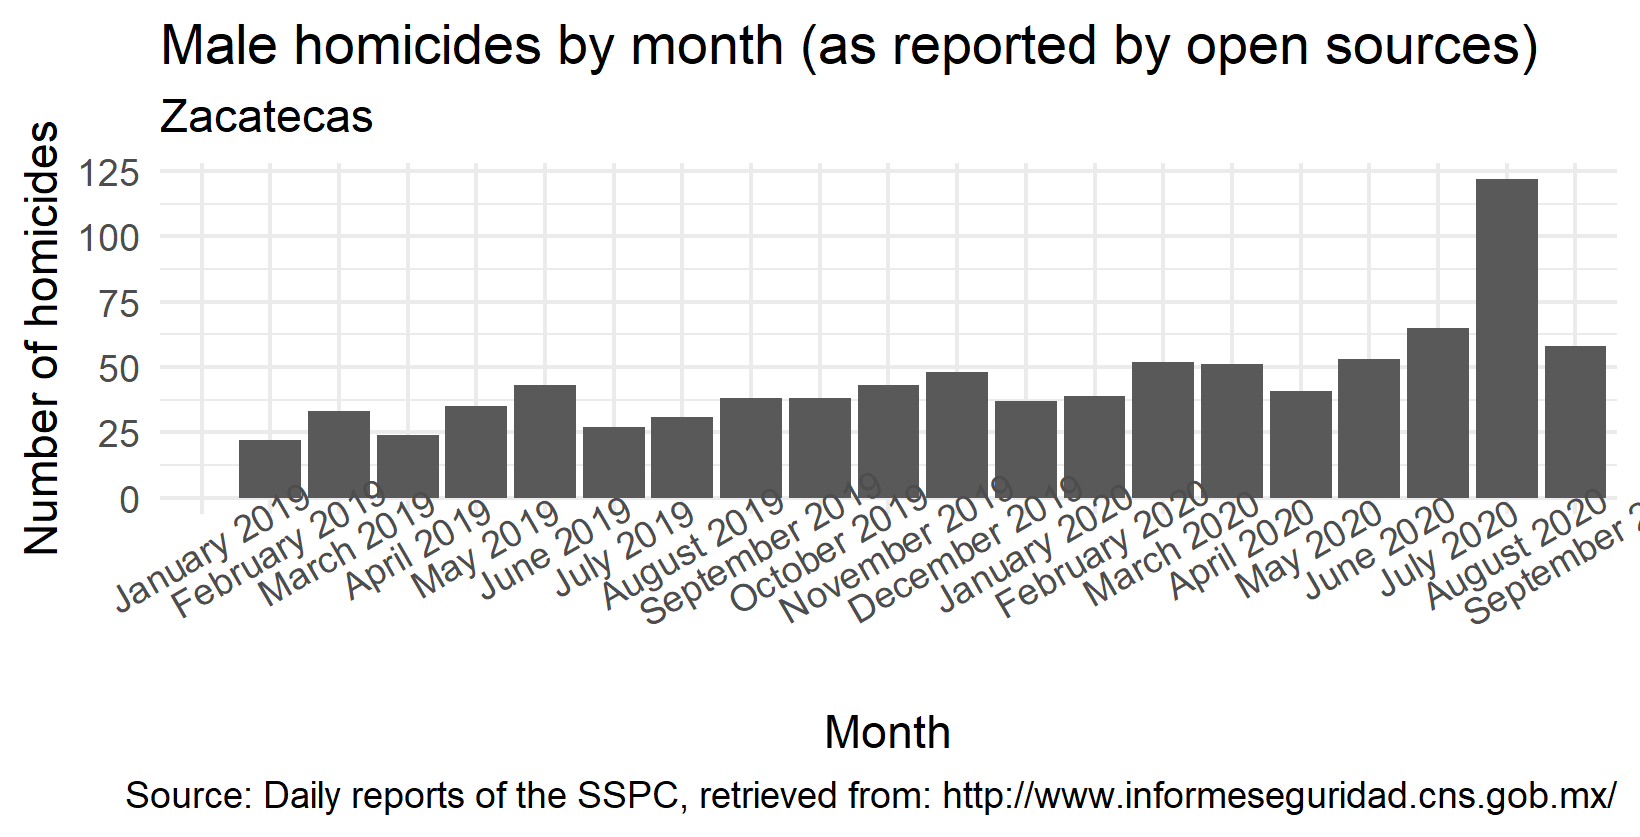 Male homicides by month (as reported by open sources)
Zacatecas
Number of homicides
125
100
75
50
25
0
January 2019
February 2019
March 2019
April 2019
May 2019
June 2019
July 2019
August 2019
September 2019
October 2019
November 2019
December 2019
January 2020
February 2020
March 2020
April 2020
May 2020
June 2020
July 2020
August 2020
September 2
Month
Source: Daily reports of the SSPC, retrieved from: http://www.informeseguridad.cns.gob.mx/